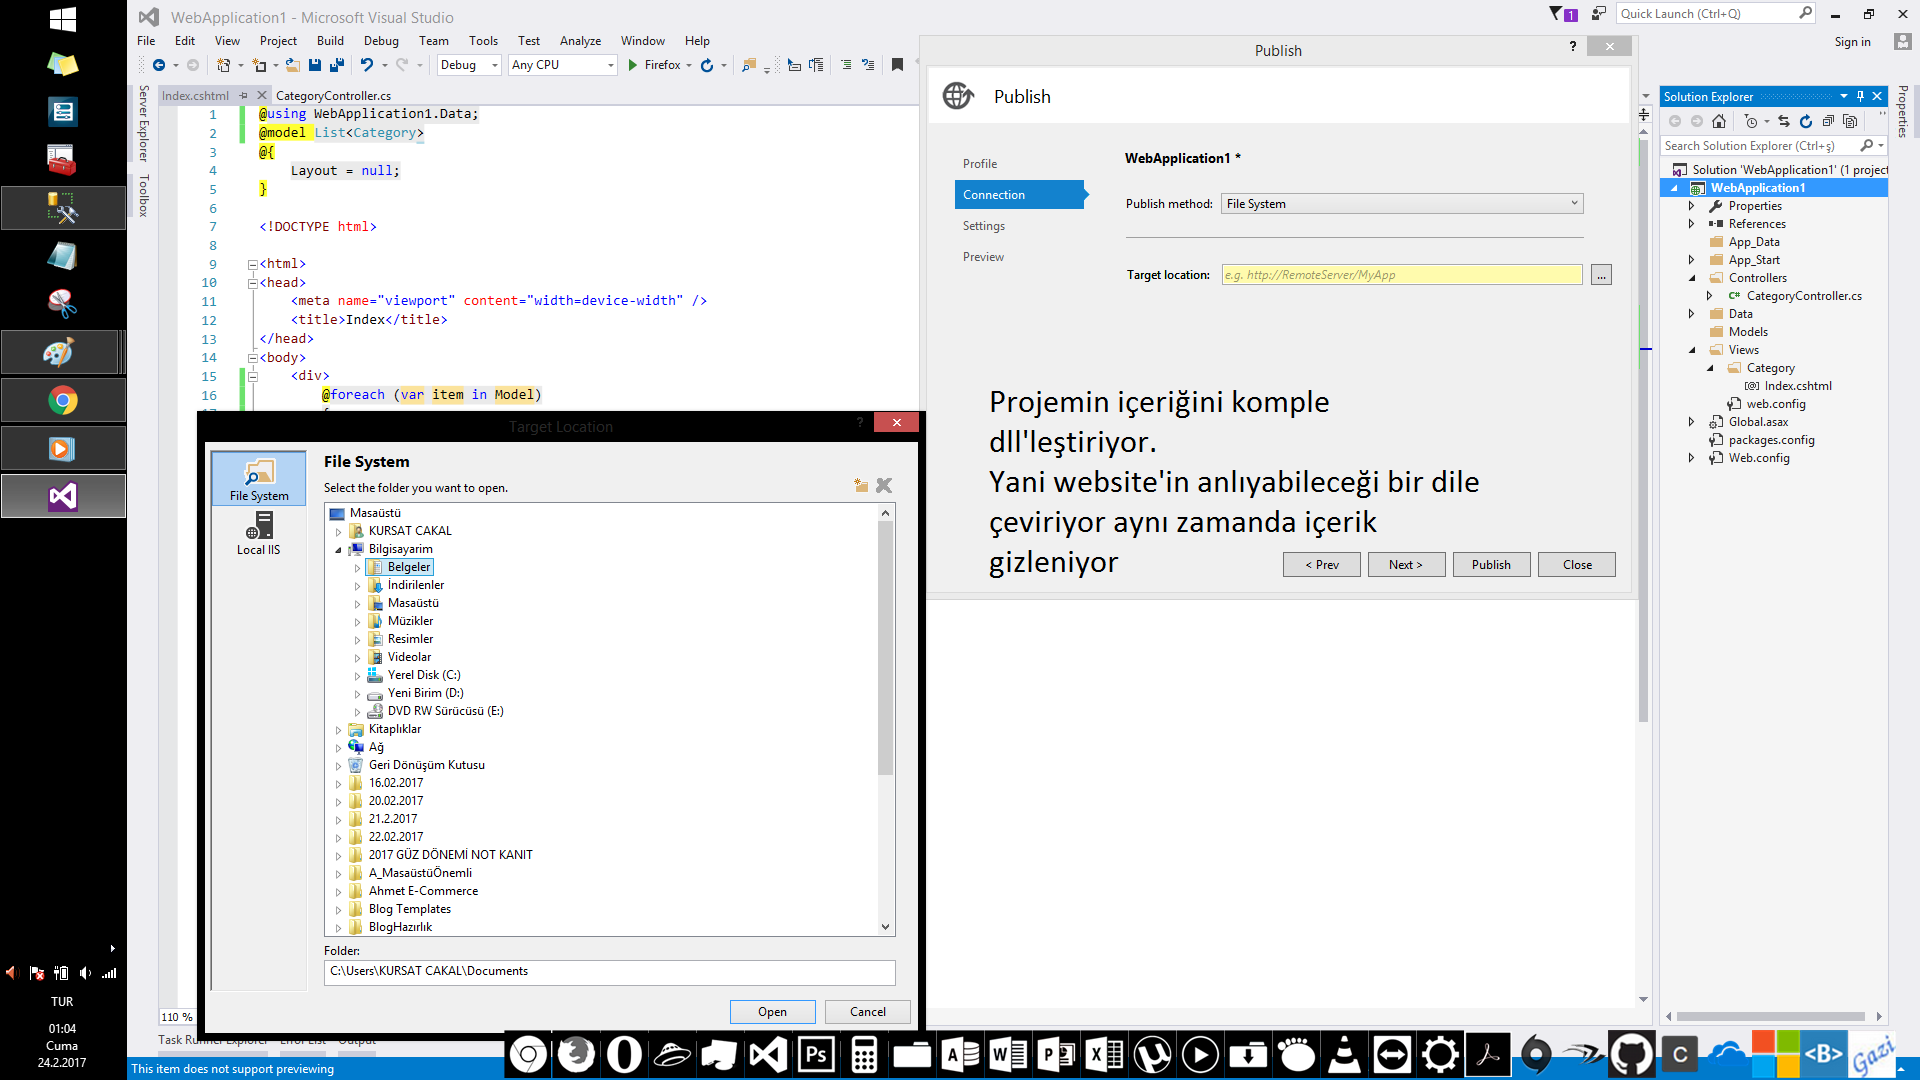 WebApplication1 - Microsoft Visual Studio
1
Quick Launch (Ctrl+Q)
File Edit View Project Build Debug Team Tools Test Analyze Window Help
Sign in
Debug
Any CPU
Firefox
Server Explorer
Toolbox
Index.cshtml
CategoryController.cs
1 @using WebApplication1.Data;
2 @model List<Category>
3 @{
4 Layout = null;
5 }
6
7 <!DOCTYPE html>
8
9 <html>
10 <head>
11 <meta name="viewport" content="width=device-width" />
12 <title>Index</title>
13 </head>
14 <body>
15 <div>
16 @foreach (var item in Model)
110 %
Publish
?
Publish
Profile
Connection
Settings
Preview
WebApplication1 *
Publish method: File System
Target location: e.g. http://RemoteServer/MyApp
...
Projemin içeriğini komple
dll'leştiriyor.
Yani website'in anlıyabileceği bir dile
çeviriyor aynı zamanda içerik
gizleniyor
< Prev
Next >
Publish
Close
Target Location
?
File System
Local IIS
File System
Select the folder you want to open.
Masaüstü
KURSAT CAKAL
Bilgisayarim
Belgeler
İndirilenler
Masaüstü
Müzikler
Resimler
Videolar
Yerel Disk (C:)
Yeni Birim (D:)
DVD RW Sürücüsü (E:)
Kitaplıklar
Ağ
Geri Dönüşüm Kutusu
16.02.2017
20.02.2017
21.2.2017
22.02.2017
2017 GÜZ DÖNEMİ NOT KANIT
A_MasaüstüÖnemli
Ahmet E-Commerce
Blog Templates
BlogHazırlık
Folder:
C:\Users\KURSAT CAKAL\Documents
Open
Cancel
Solution Explorer
Search Solution Explorer (Ctrl+ş)
Solution 'WebApplication1' (1 project
WebApplication1
Properties
References
App_Data
App_Start
Controllers
C# CategoryController.cs
Data
Models
Views
Category
Index.cshtml
web.config
Global.asax
packages.config
Web.config
Properties
Task Runner Explorer
Error List
Output
This item does not support previewing
TUR
01:04
Cuma
24.2.2017
Ps
A
W
P
X
C
<B>
Gazi